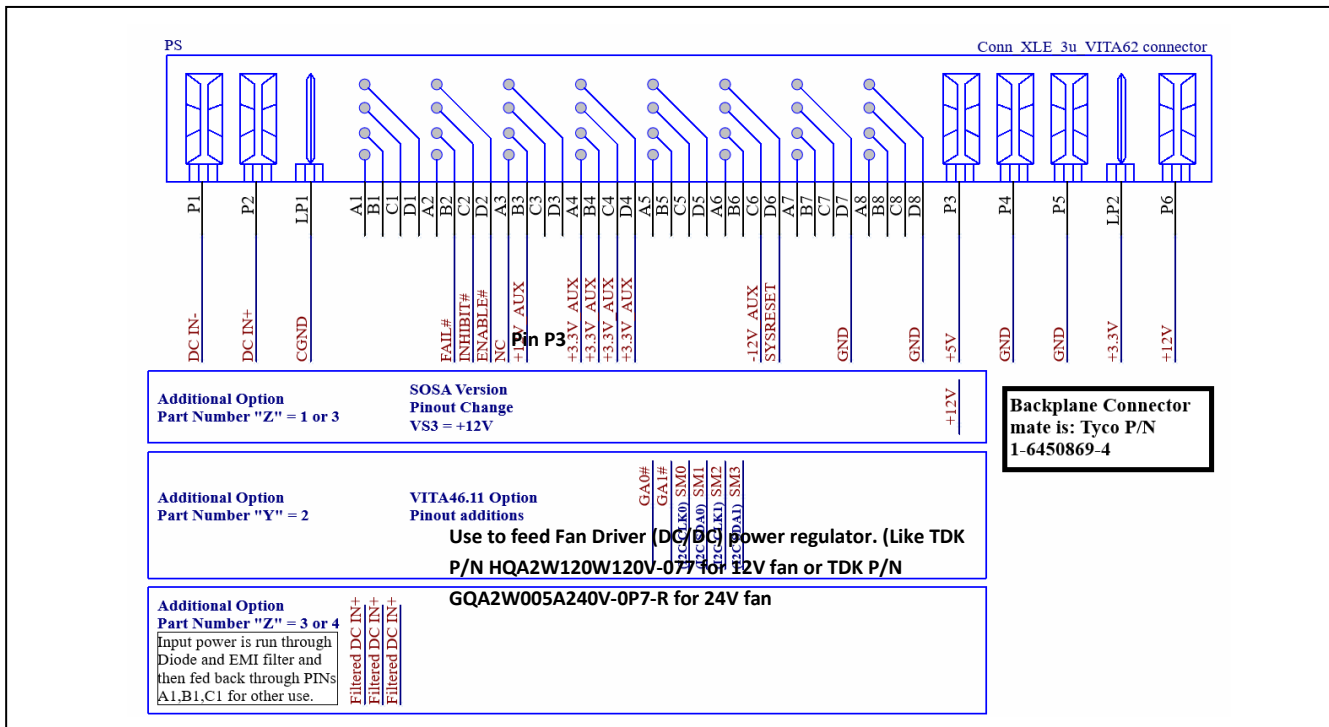 PS
Conn XLE 3u VITA62 connector
P1
P2
LP1
A1
B1
C1
D1
A2
B2
C2
D2
A3
B3
C3
D3
A4
B4
C4
D4
A5
B5
C5
D5
A6
B6
C6
D6
A7
B7
C7
D7
A8
B8
C8
D8
P3
P4
P5
LP2
P6
DC IN-
DC IN+
CGND
FAIL#
INHIBIT#
ENABLE#
NC
AUX
Pin P3
+3.3V AUX
+3.3V AUX
+3.3V AUX
+3.3V AUX
-12V AUX
SYSRESET
GND
GND
+5V
GND
GND
+3.3V
+12V
Additional Option
Part Number "Z" = 1 or 3
SOSA Version
Pinout Change
VS3 = +12V
+12V
Backplane Connector
mate is: Tyco P/N
1-6450869-4
Additional Option
Part Number "Y" = 2
VITA46.11 Option
Pinout additions
GA0#
GA1#
SM0
SM1
SM2
SM3
Use to feed Fan Driver (DC/DC) power regulator. (Like TDK
P/N HQA2W120W120V-077 for 12V fan or TDK P/N
GQA2W005A240V-0P7-R for 24V fan
Additional Option
Part Number "Z" = 3 or 4
Input power is run through
Diode and EMI filter and
then fed back through PINs
A1,B1,C1 for other use.
Filtered DC IN+
Filtered DC IN+
Filtered DC IN+